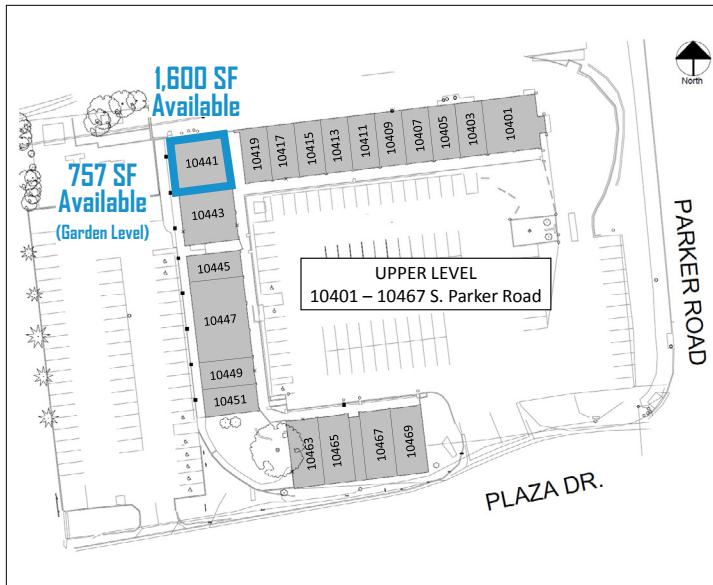 1,600 SF
Available
North
757 SF
Available
(Garden Level)
10441
10419
10417
10415
10413
10411
10409
10407
10405
10403
10401
10443
10445
10447
10449
10451
UPPER LEVEL
10401 – 10467 S. Parker Road
PARKER ROAD
10463
10465
10467
10469
PLAZA DR.